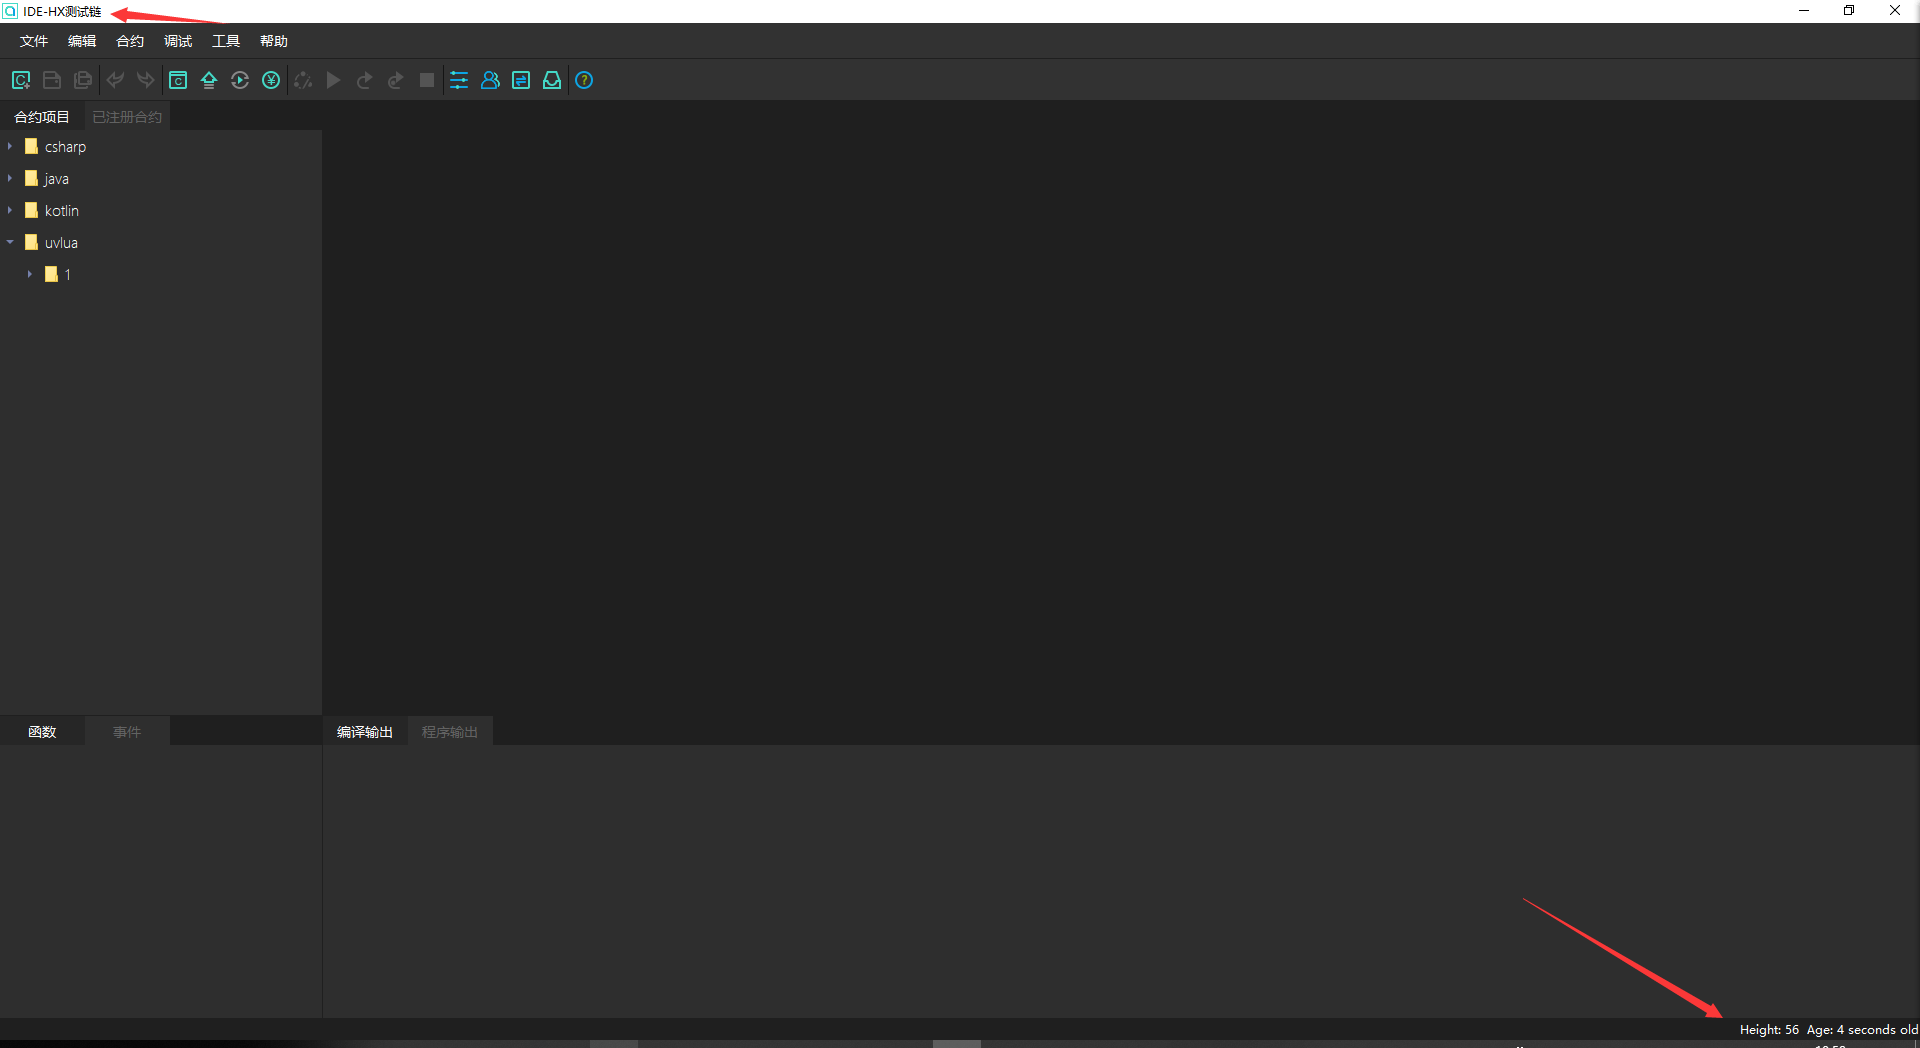 IDE-HX测试链
文件 编辑 合约 调试 工具 帮助
合约项目 已注册合约
csharp
java
kotlin
uvlua
1
函数 事件
编译输出 程序输出
Height: 56 Age: 4 seconds old